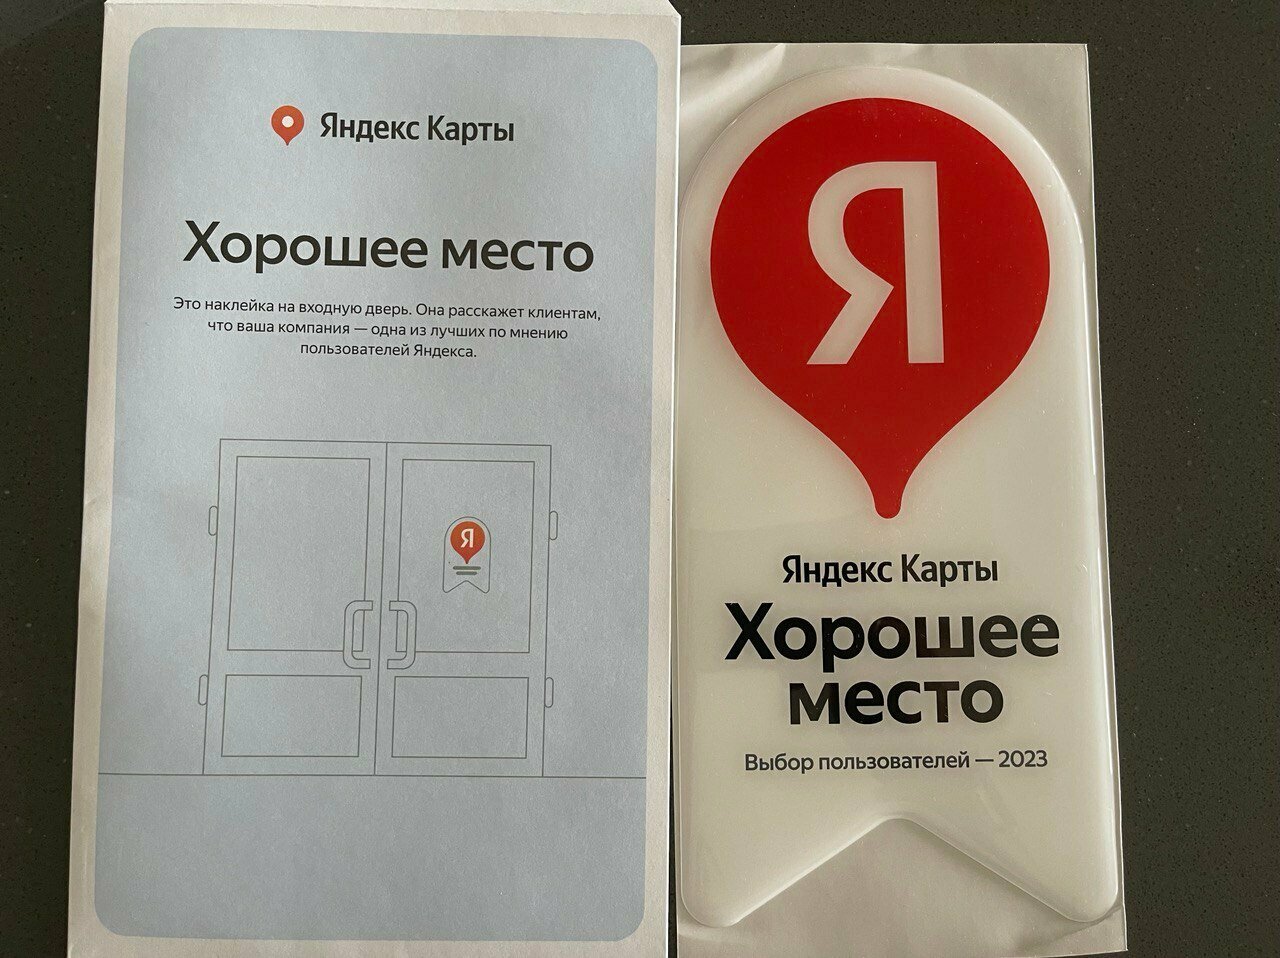 Яндекс Карты
Хорошее место
Это наклейка на входную дверь. Она расскажет клиентам,
что ваша компания — одна из лучших по мнению
пользователей Яндекса.
Я
Я
Яндекс Карты
Хорошее
место
Выбор пользователей — 2023